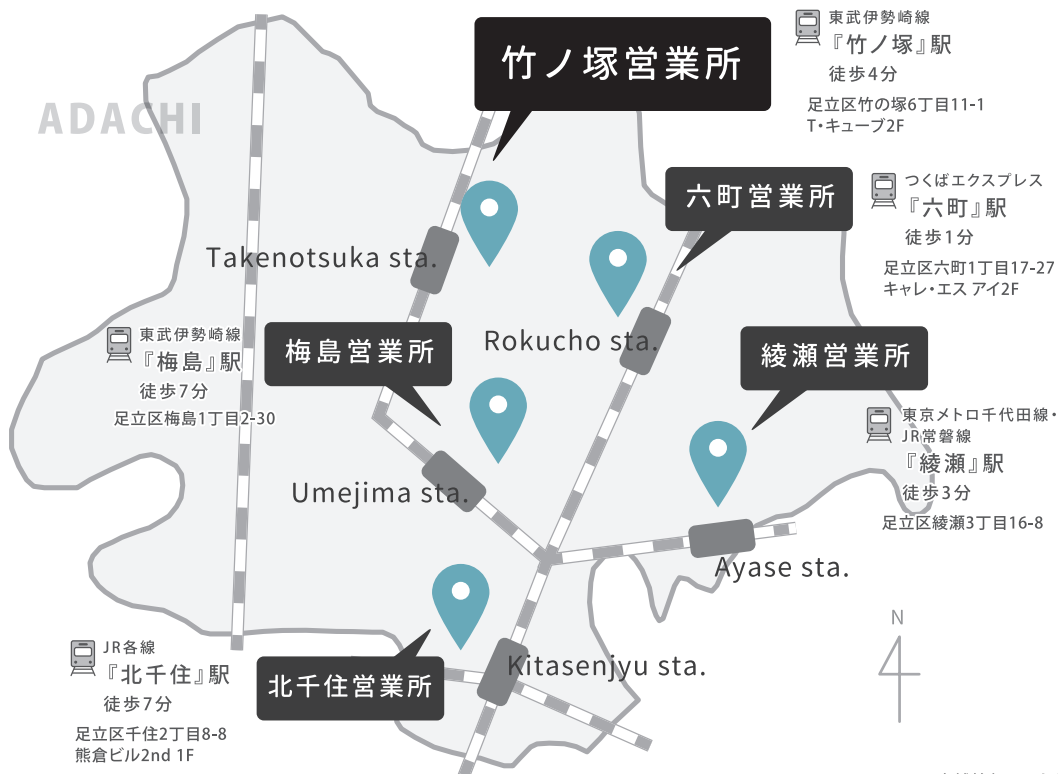 ADACHI
竹ノ塚営業所
東武伊勢崎線
『竹ノ塚』駅
徒歩4分
足立区竹の塚6丁目11-1
T・キューブ2F
六町営業所
つくばエクスプレス
『六町』駅
徒歩1分
足立区六町1丁目17-27
キャレ・エス アイ2F
Takenotsuka sta.
Rokucho sta.
東武伊勢崎線
『梅島』駅
徒歩7分
足立区梅島1丁目2-30
梅島営業所
綾瀬営業所
東京メトロ千代田線・
JR常磐線
『綾瀬』駅
徒歩3分
足立区綾瀬3丁目16-8
Umejima sta.
Ayase sta.
N
JR各線
『北千住』駅
徒歩7分
足立区千住2丁目8-8
熊倉ビル2nd 1F
北千住営業所
Kitasenjyu sta.